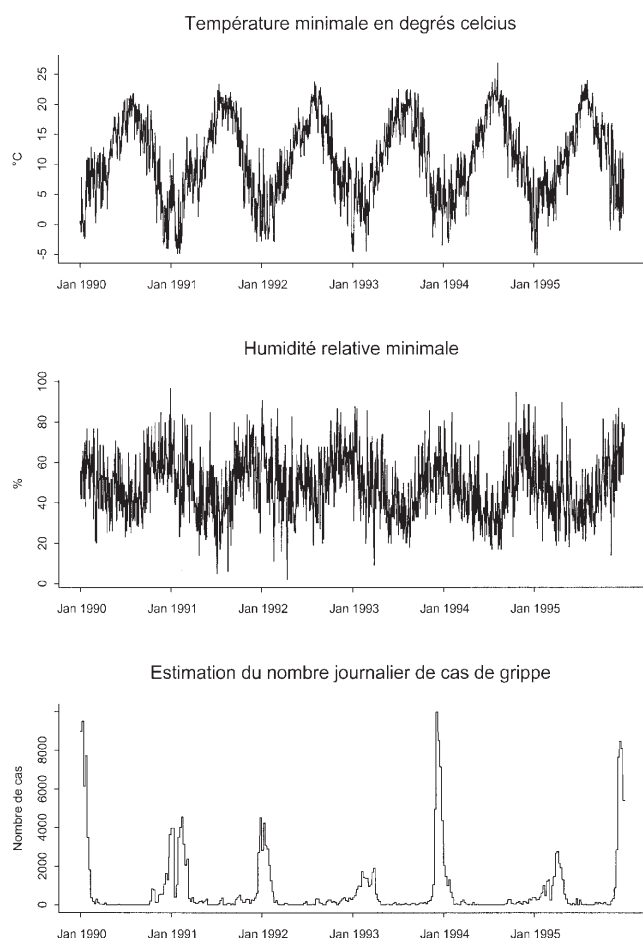 Température minimale en degrés celcius
25
20
15
10
5
0
-5
°C
Jan 1990 Jan 1991 Jan 1992 Jan 1993 Jan 1994 Jan 1995
Humidité relative minimale
100
80
60
40
20
0
%
Jan 1990 Jan 1991 Jan 1992 Jan 1993 Jan 1994 Jan 1995
Estimation du nombre journalier de cas de grippe
8000
6000
4000
2000
0
Nombre de cas
Jan 1990 Jan 1991 Jan 1992 Jan 1993 Jan 1994 Jan 1995